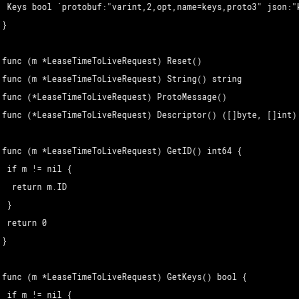 Keys bool `protobuf:"varint,2,opt,name=keys,proto3" json:"k
}
func (m *LeaseTimeToLiveRequest) Reset()
func (m *LeaseTimeToLiveRequest) String() string
func (*LeaseTimeToLiveRequest) ProtoMessage()
func (*LeaseTimeToLiveRequest) Descriptor() ([]byte, []int)
func (m *LeaseTimeToLiveRequest) GetID() int64 {
if m != nil {
return m.ID
}
return 0
}
func (m *LeaseTimeToLiveRequest) GetKeys() bool {
if m != nil {